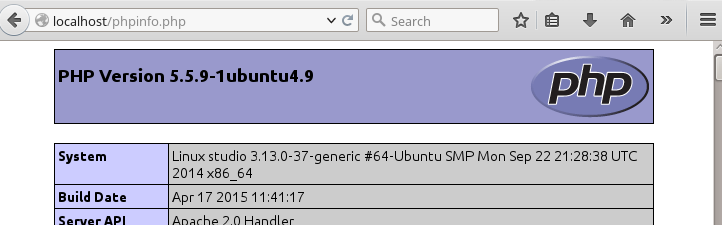 localhost/phpinfo.php
Search
PHP Version 5.5.9-1ubuntu4.9
php
System
Linux studio 3.13.0-37-generic #64-Ubuntu SMP Mon Sep 22 21:28:38 UTC
2014 x86_64
Build Date
Apr 17 2015 11:41:17
Server API
Apache 2.0 Handler